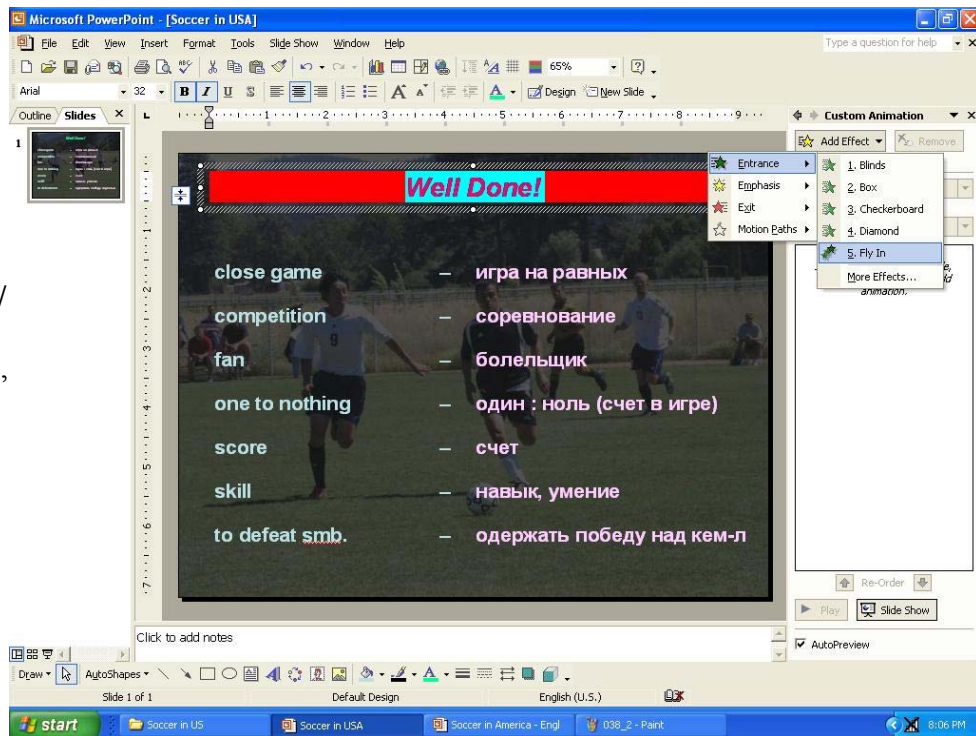 Microsoft PowerPoint - [Soccer in USA]
File Edit View Insert Format Tools Slide Show Window Help
Type a question for help
65%
Arial 32 B I U S Design New Slide
Outline Slides
Custom Animation
Add Effect Remove
1
Entrance
Emphasis
Exit
Motion Paths
1. Blinds
2. Box
3. Checkerboard
4. Diamond
5. Fly In
More Effects...
animation.
Well Done!
close game – игра на равных
competition – соревнование
fan – болельщик
one to nothing – один : ноль (счет в игре)
score – счет
skill – навык, умение
to defeat smb. – одержать победу над кем-л
Re-Order
Play Slide Show
AutoPreview
Click to add notes
Draw AutoShapes
Slide 1 of 1 Default Design English (U.S.)
start Soccer in US Soccer in USA Soccer in America - Engl 038_2 - Paint 8:06 PM